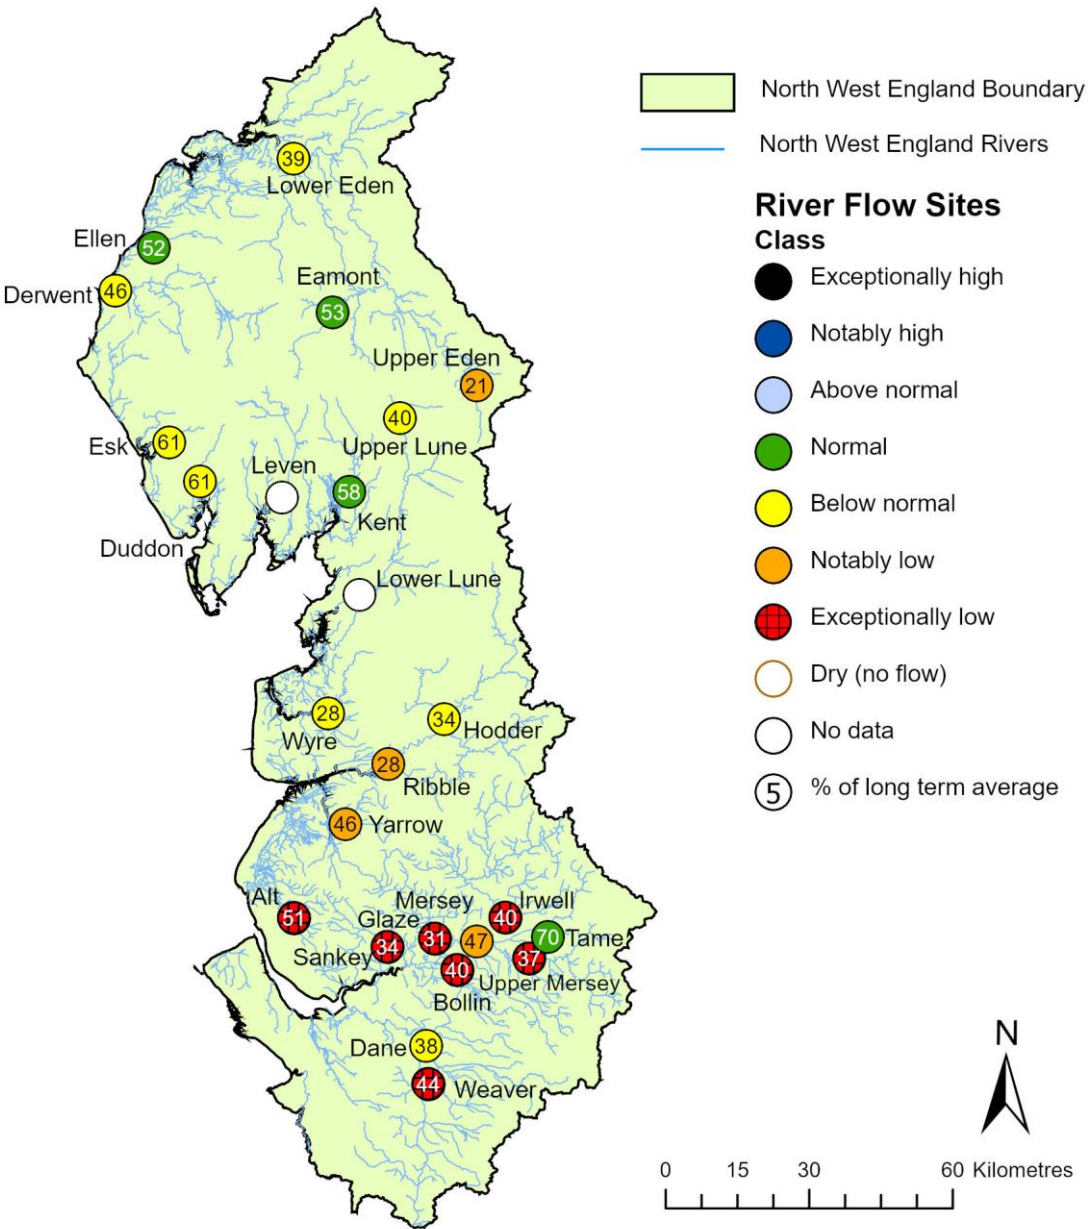 North West England Boundary
North West England Rivers
River Flow Sites
Class
Exceptionally high
Notably high
Above normal
Normal
Below normal
Notably low
Exceptionally low
Dry (no flow)
No data
5 % of long term average
39
Lower Eden
Ellen 52
Derwent 46
Eamont
53
Upper Eden
21
40
Upper Lune
Esk 61
61
Duddon
Leven
58
Kent
Lower Lune
28
Wyre
34
Hodder
28
Ribble
46 Yarrow
Alt
51
Mersey
Irwell
40
Glaze
31
47
70 Tame
Sankey 34
37
40
Upper Mersey
Bollin
Dane 38
44 Weaver
N
0 15 30 60 Kilometres